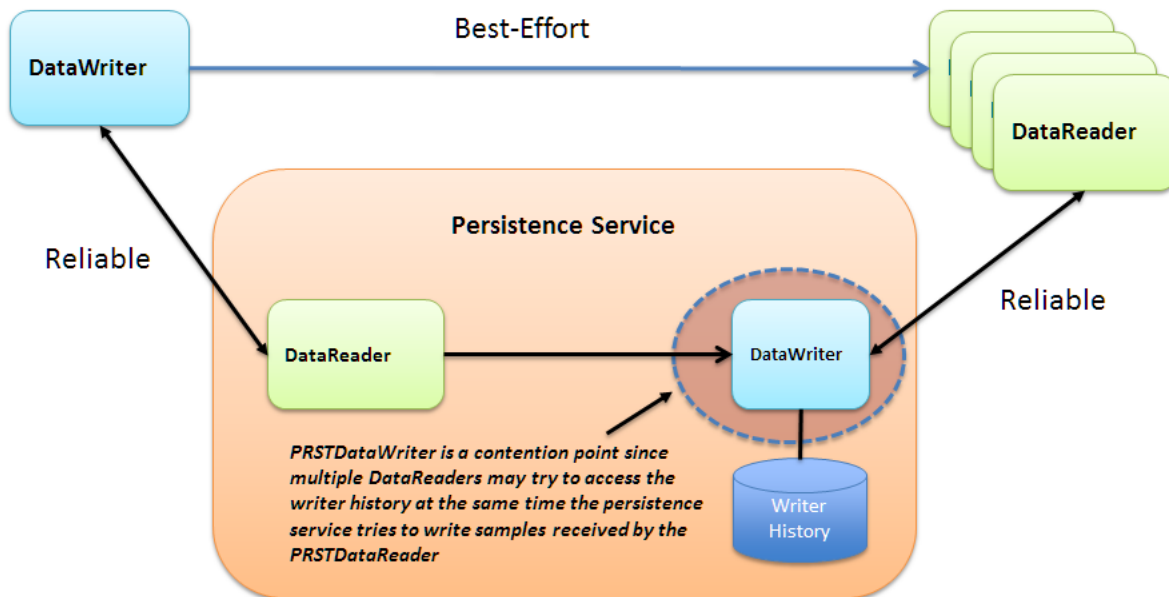 Best-Effort
DataWriter
DataReader
Persistence Service
Reliable
Reliable
DataReader
DataWriter
PRSTDataWriter is a contention point since
multiple DataReaders may try to access the
writer history at the same time the persistence
service tries to write samples received by the
PRSTDataReader
Writer
History